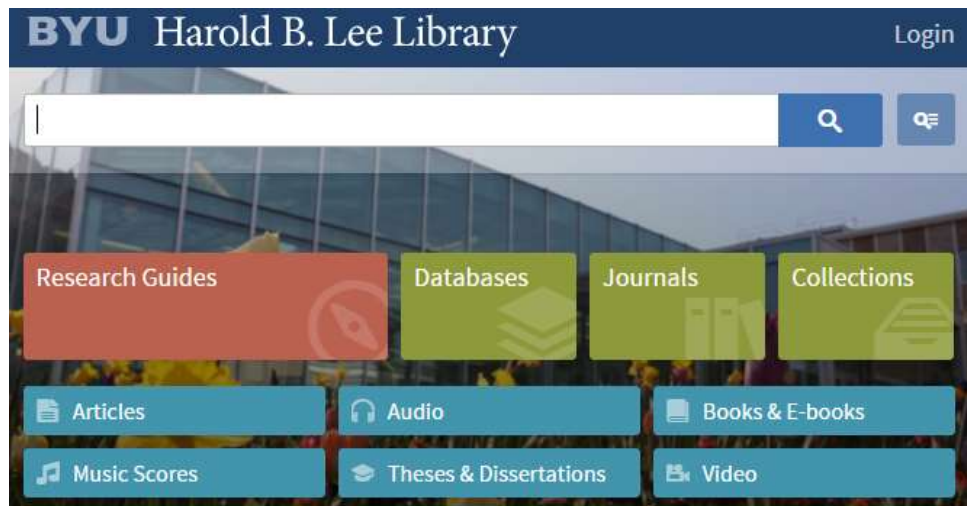 BYU Harold B. Lee Library Login
Research Guides Databases Journals Collections
Articles Audio Books & E-books
Music Scores Theses & Dissertations Video